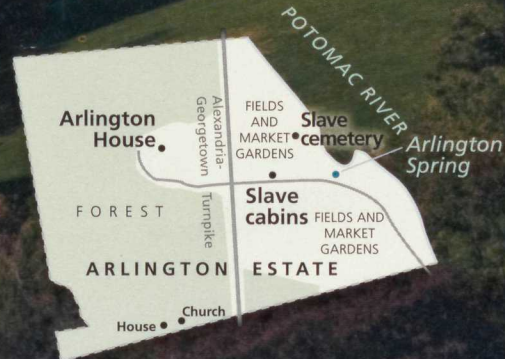 POTOMAC RIVER
Arlington
House
Alexandria-
Georgetown Turnpike
FIELDS
AND
MARKET
GARDENS
Slave
cemetery
Arlington
Spring
Slave
cabins
FIELDS AND
MARKET
GARDENS
FOREST
ARLINGTON ESTATE
House
Church